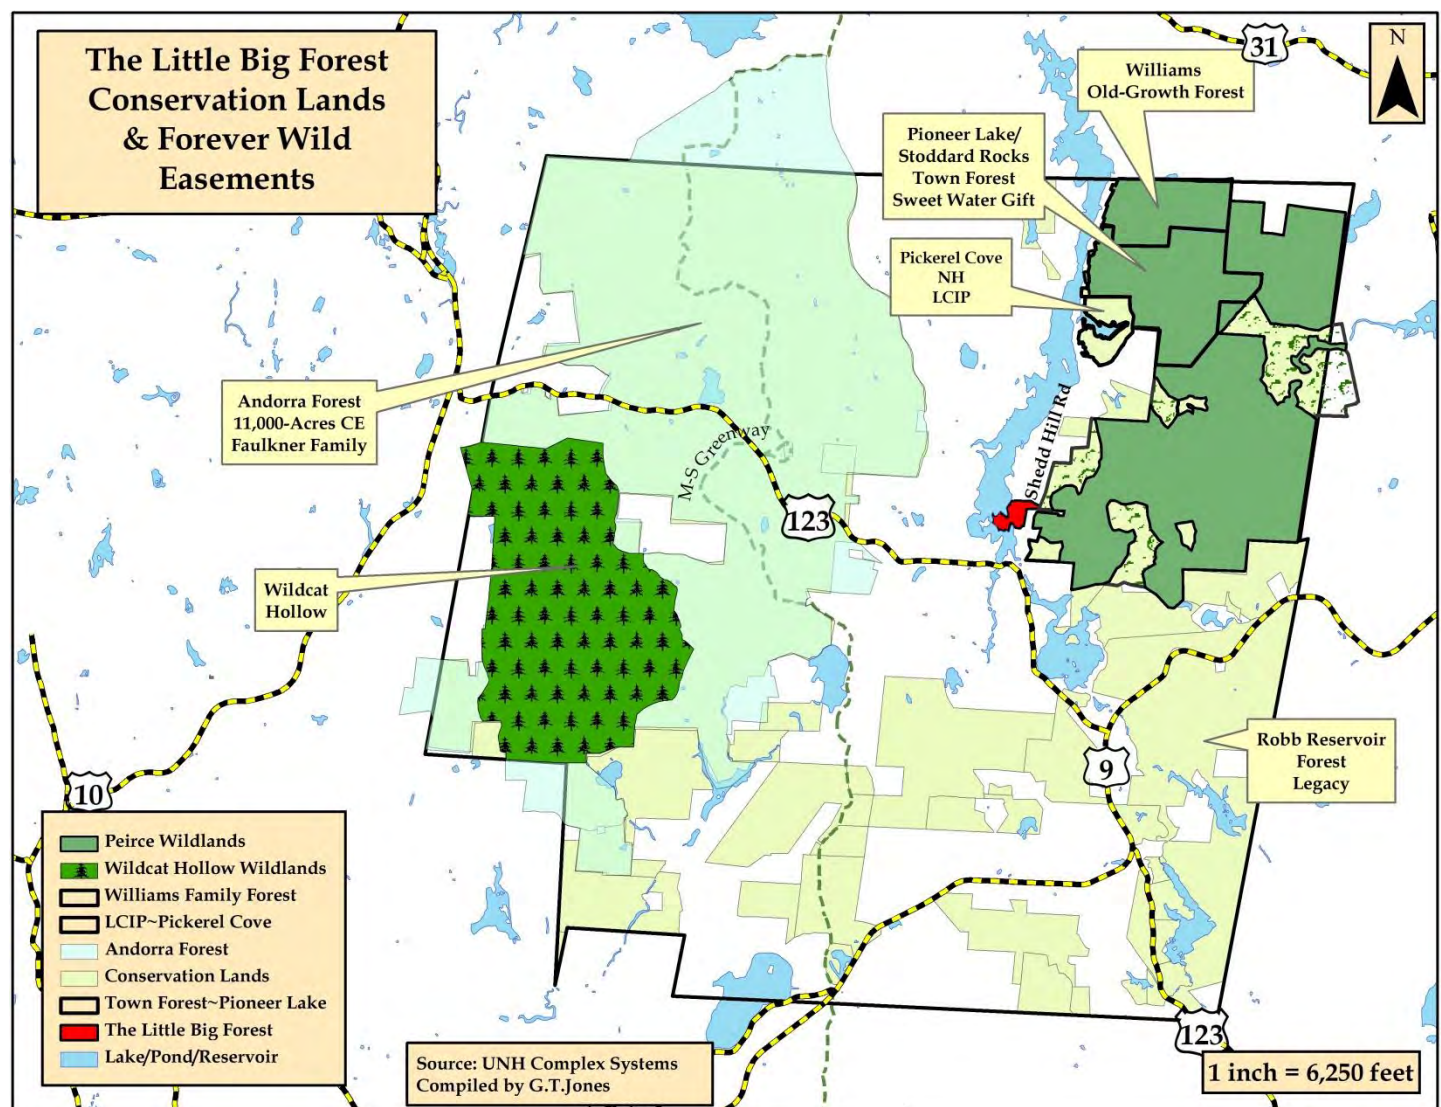 The Little Big Forest
Conservation Lands
& Forever Wild
Easements
31
N
Williams
Old-Growth Forest
Pioneer Lake/
Stoddard Rocks
Town Forest
Sweet Water Gift
Pickerel Cove
NH
LCIP
Andorra Forest
11,000-Acres CE
Faulkner Family
M-S Greenway
Shedd Hill Rd
123
Wildcat
Hollow
Robb Reservoir
Forest
Legacy
9
10
Peirce Wildlands
Wildcat Hollow Wildlands
Williams Family Forest
LCIP~Pickerel Cove
Andorra Forest
Conservation Lands
Town Forest~Pioneer Lake
The Little Big Forest
Lake/Pond/Reservoir
Source: UNH Complex Systems
Compiled by G.T.Jones
123
1 inch = 6,250 feet